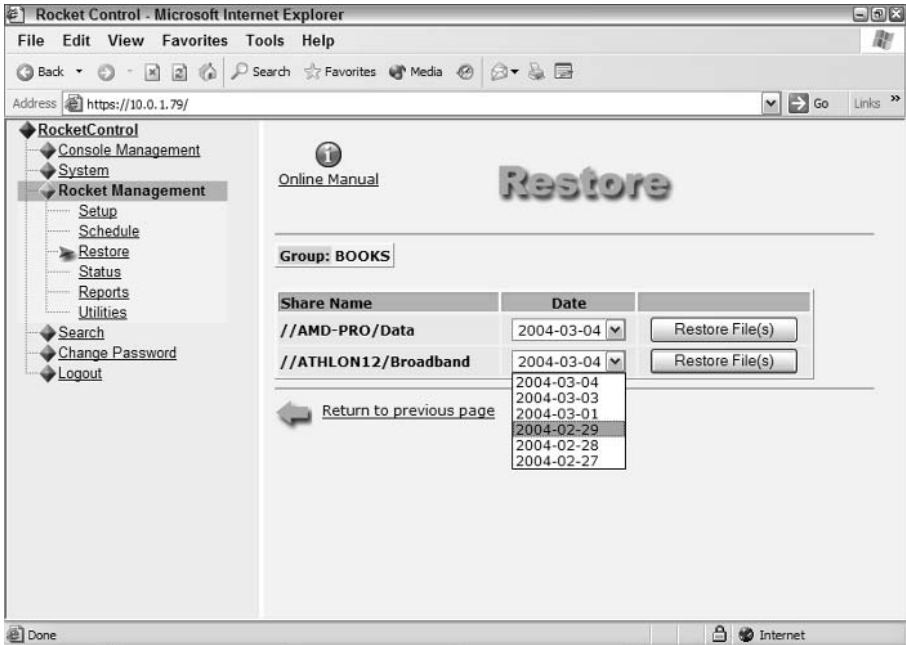 Rocket Control - Microsoft Internet Explorer
File Edit View Favorites Tools Help
Back Search Favorites Media
Address https://10.0.1.79/ Go Links »
RocketControl
Console Management
System
Rocket Management
Setup
Schedule
Restore
Status
Reports
Utilities
Search
Change Password
Logout
Online Manual
Restore
Group: BOOKS
Share Name Date
//AMD-PRO/Data 2004-03-04 Restore File(s)
//ATHLON12/Broadband 2004-03-04 Restore File(s)
2004-03-04
2004-03-03
2004-03-01
2004-02-29
2004-02-28
2004-02-27
Return to previous page
Done Internet